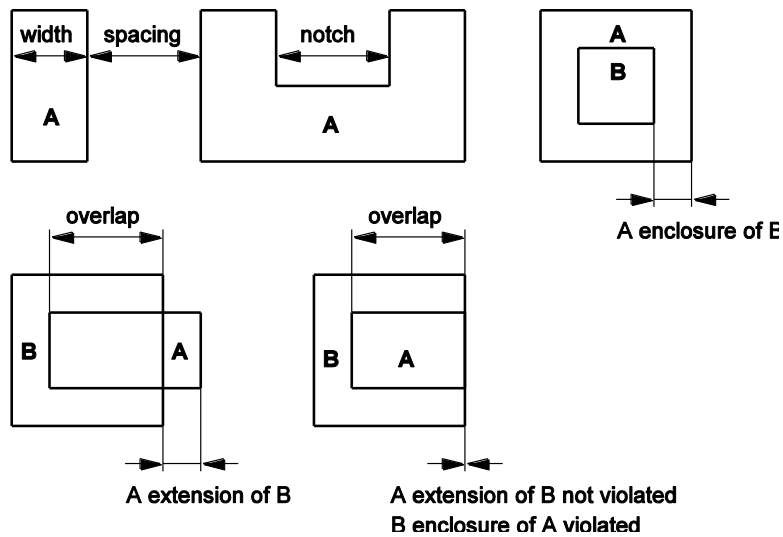 width
spacing
notch
A
A
A
B
A enclosure of B
overlap
overlap
B
A
B
A
A extension of B
A extension of B not violated
B enclosure of A violated